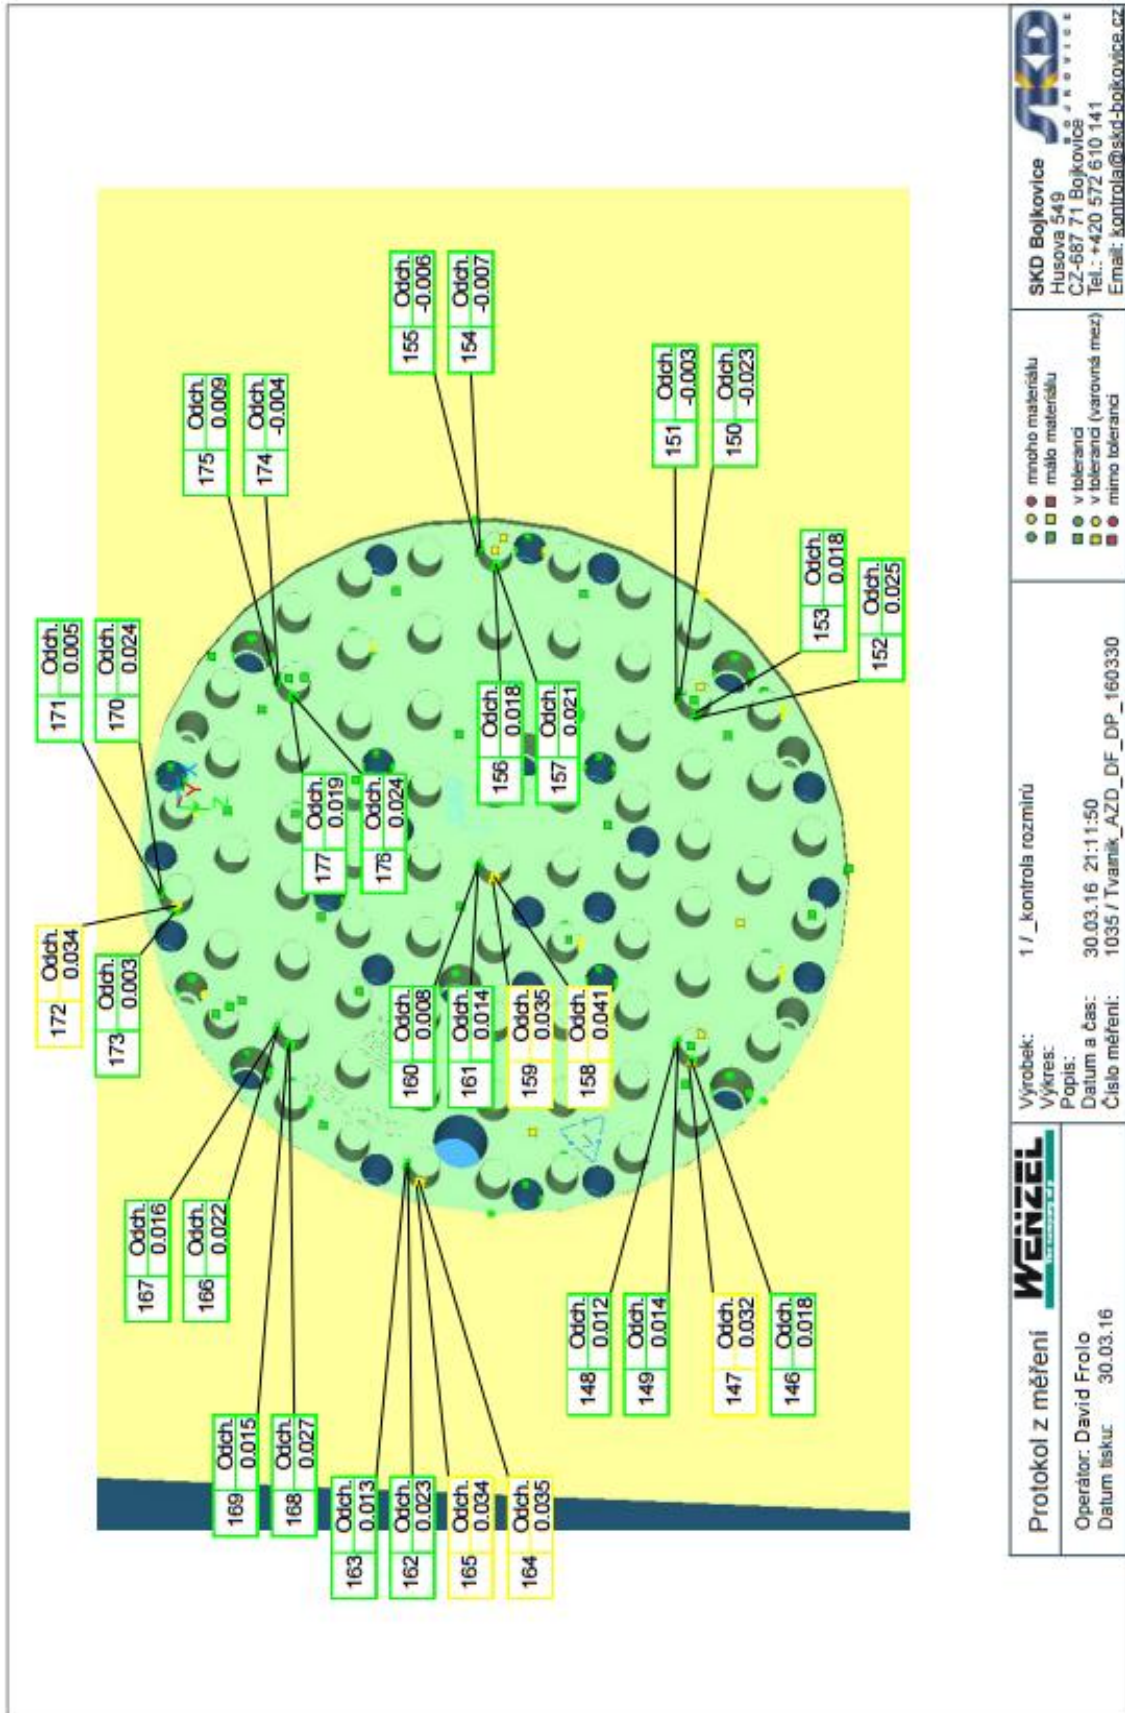 163 Odch.
0.013
162 Odch.
0.023
165 Odch.
0.034
164 Odch.
0.035
169 Odch.
0.015
168 Odch.
0.027
167 Odch.
0.016
166 Odch.
0.022
172 Odch.
0.034
173 Odch.
0.003
171 Odch.
0.005
170 Odch.
0.024
175 Odch.
0.009
174 Odch.
-0.004
177 Odch.
0.019
176 Odch.
0.024
155 Odch.
-0.006
154 Odch.
-0.007
156 Odch.
0.018
157 Odch.
0.021
160 Odch.
0.008
161 Odch.
0.014
159 Odch.
0.035
158 Odch.
0.041
148 Odch.
0.012
149 Odch.
0.014
147 Odch.
0.032
146 Odch.
0.018
151 Odch.
-0.003
150 Odch.
-0.023
153 Odch.
0.018
152 Odch.
0.025
X
Y
Z
Protokol z měření
WENZEL
Operátor: David Frolo
Datum tisku: 30.03.16
Výrobek: 1 / _kontrola rozmirů
Výkres:
Popis:
Datum a čas: 30.03.16 21:11:50
Číslo měření: 1035 / Tvarnik_AZD_DF_DP_160330
mnoho materiálu
málo materiálu
v toleranci
v toleranci (varovná mez)
mimo toleranci
SKD Bojkovice
Husova 549
CZ-687 71 Bojkovice
Tel.: +420 572 610 141
Email: kontrola@skd-bojkovice.cz
SKD
BOJKOVICE